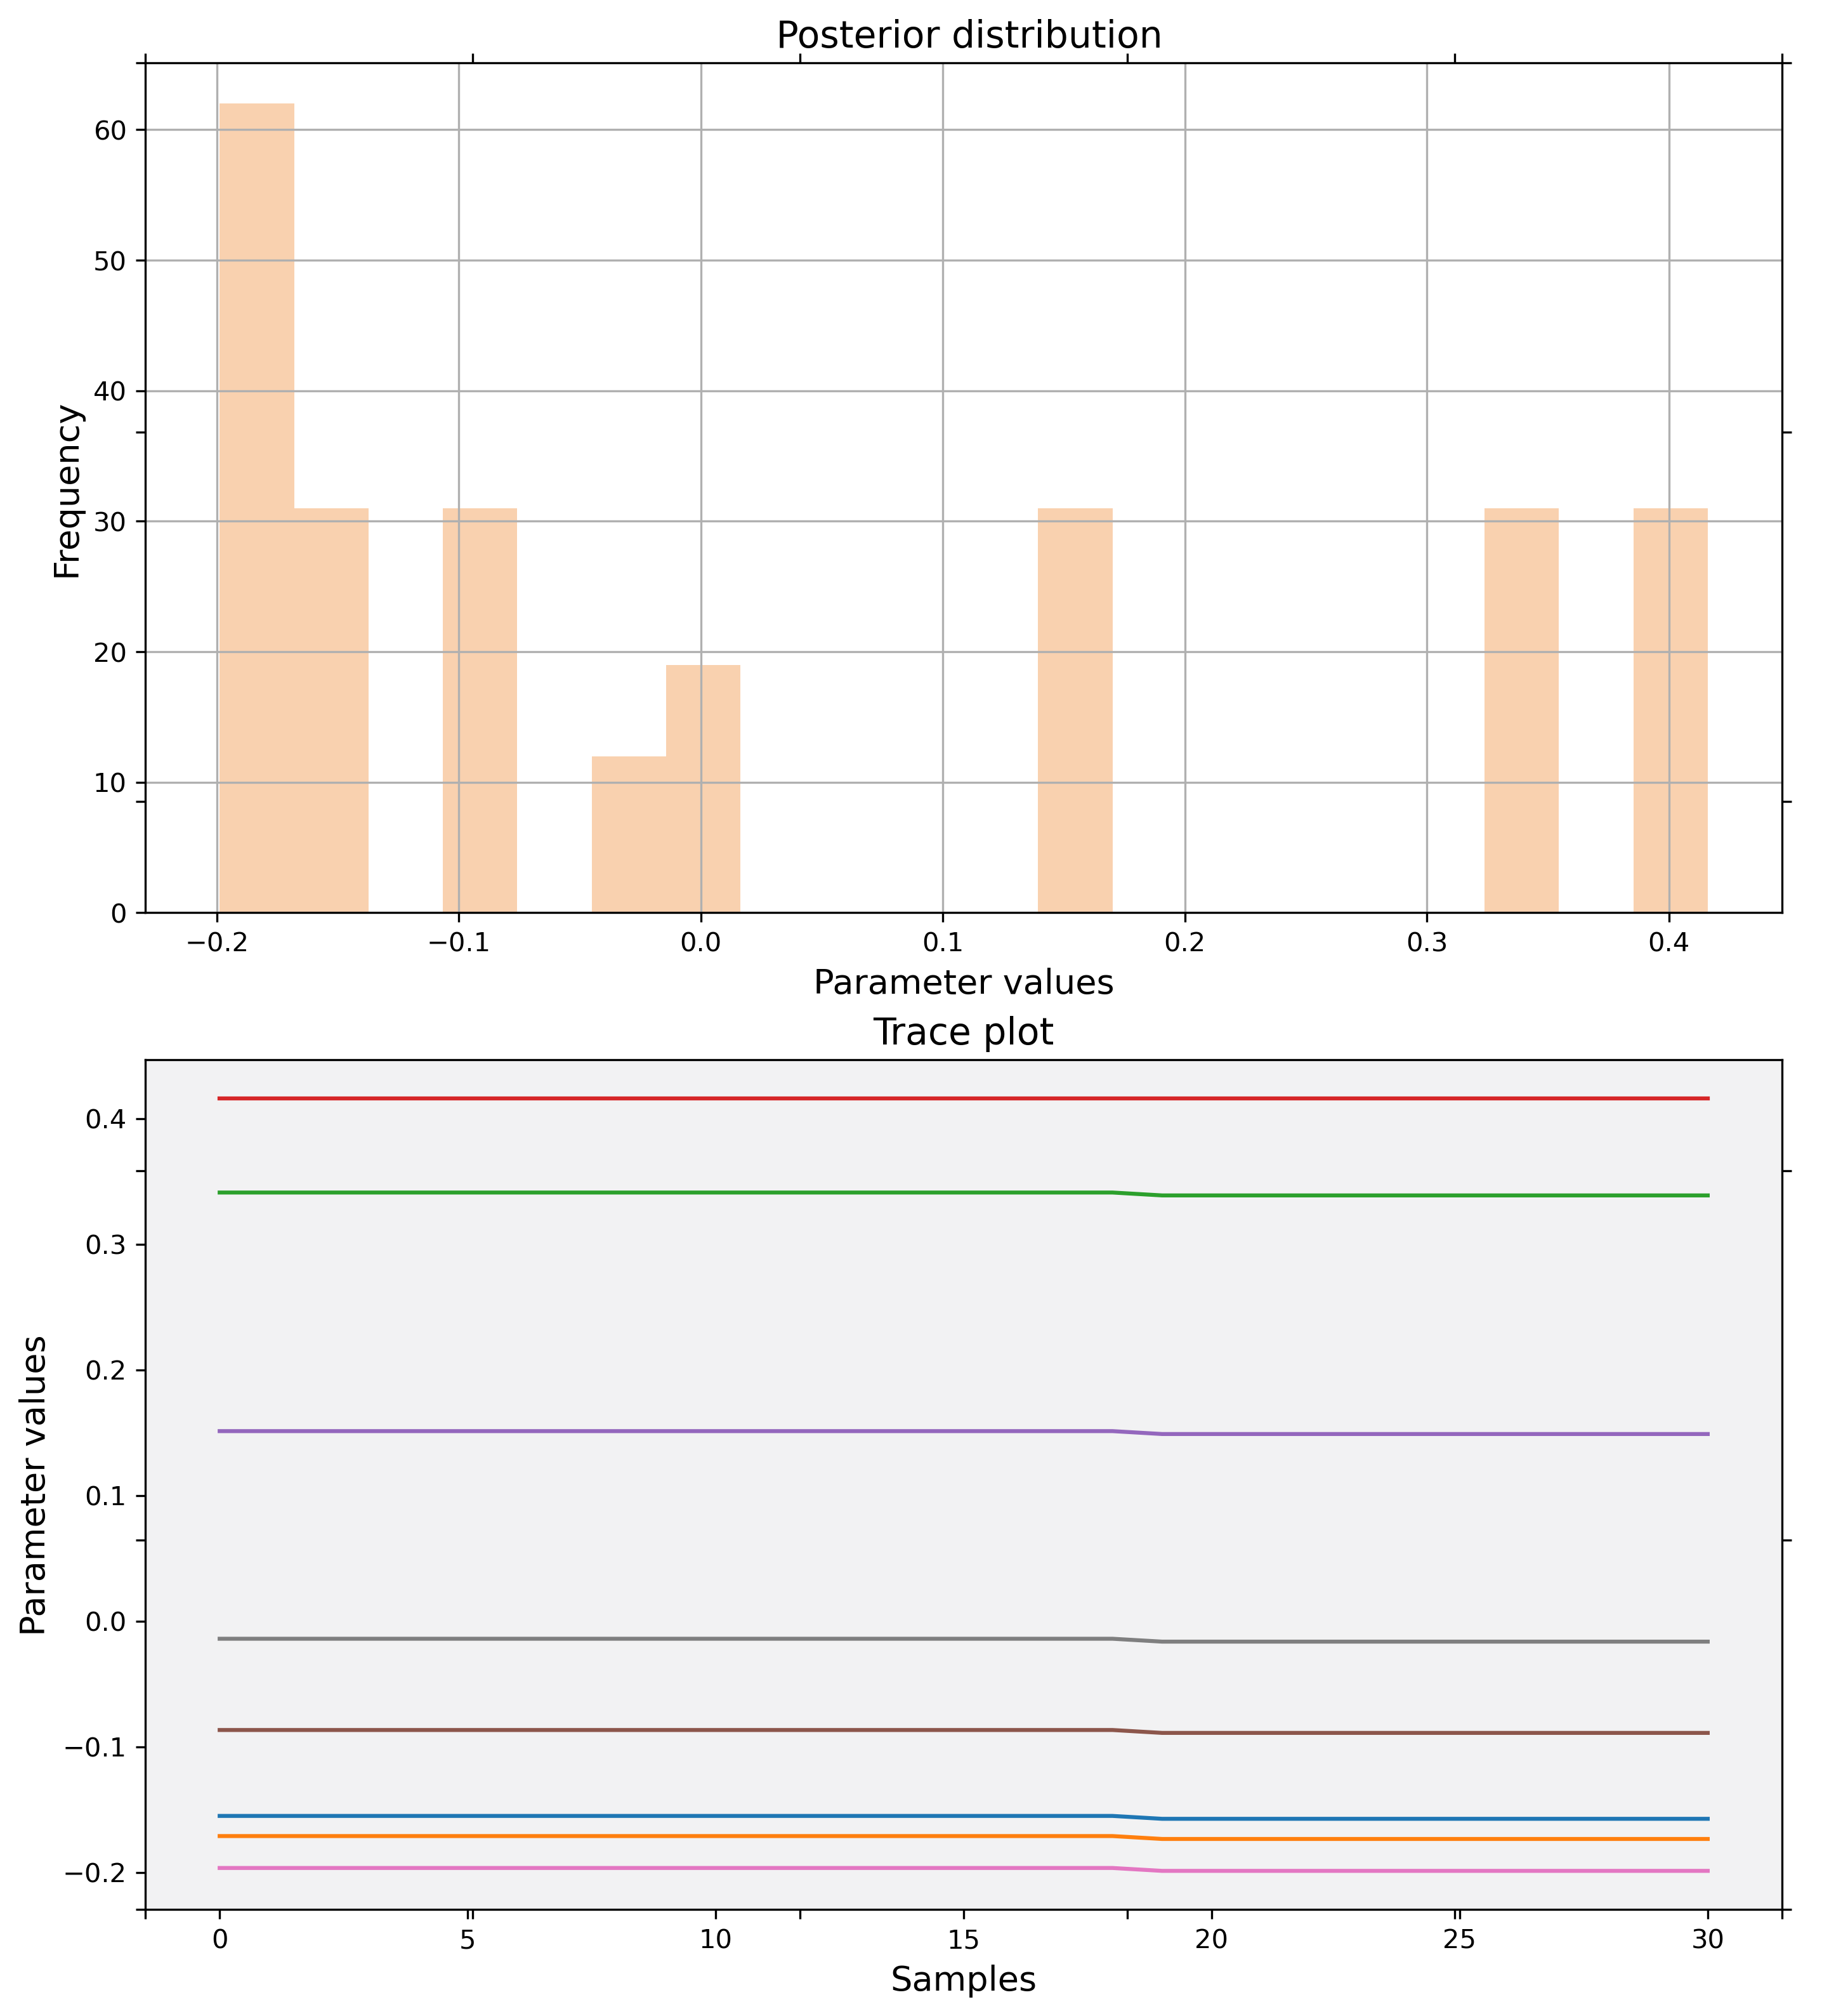 Posterior distribution
60
50
40
30
20
10
0
Frequency
−0.2 −0.1 0.0 0.1 0.2 0.3 0.4
Parameter values
Trace plot
0.4
0.3
0.2
0.1
0.0
−0.1
−0.2
Parameter values
0 5 10 15 20 25 30
Samples